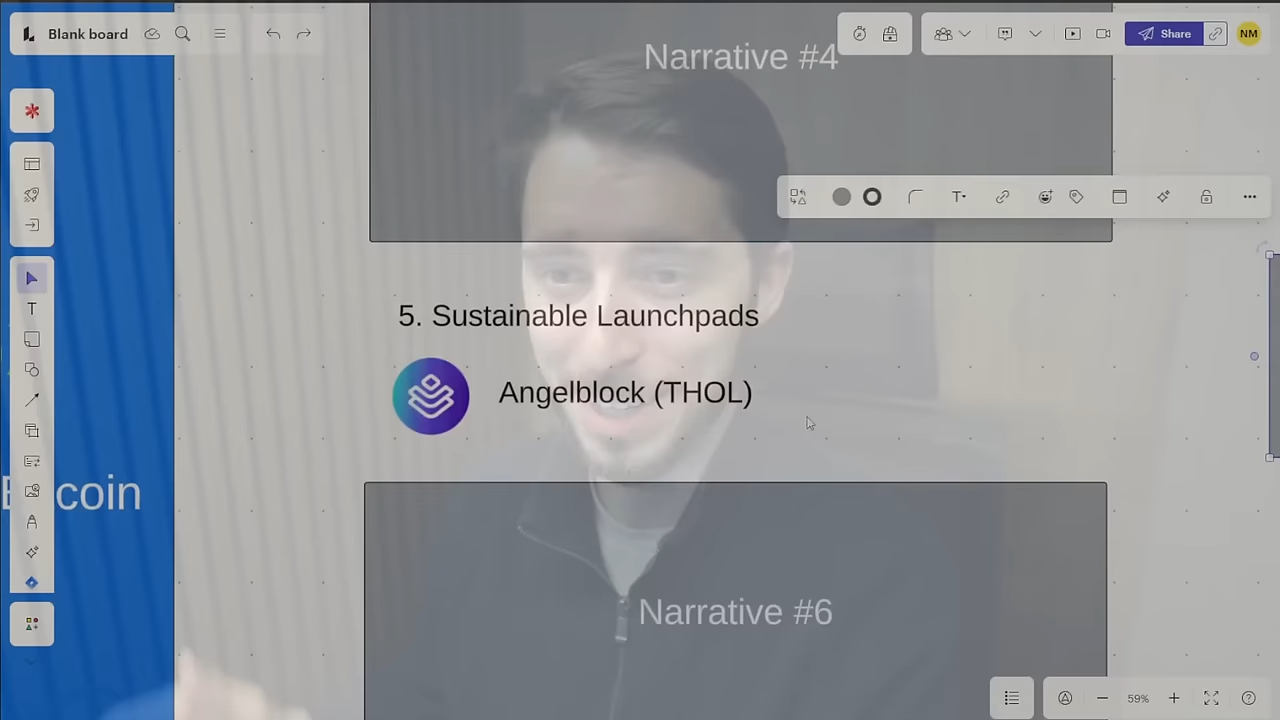 Blank board
Share
NM
Narrative #4
5. Sustainable Launchpads
Angelblock (THOL)
coin
Narrative #6
59%